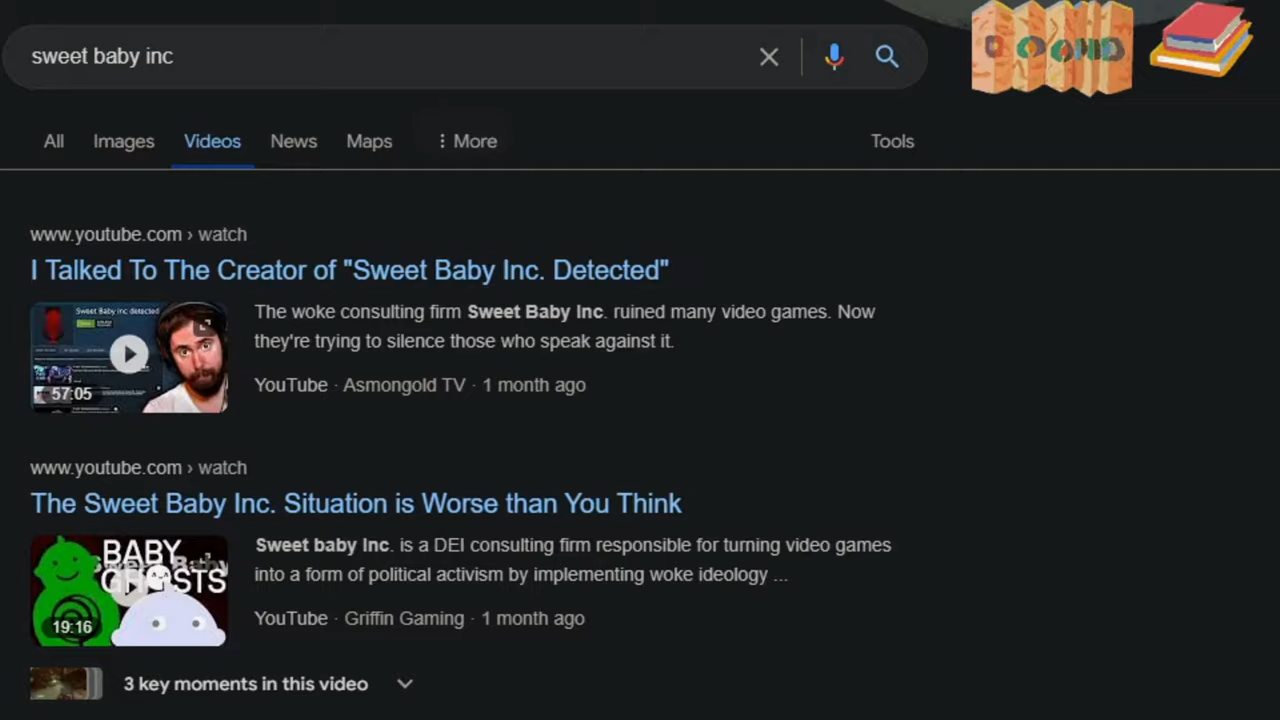 sweet baby inc
All Images Videos News Maps More Tools
www.youtube.com › watch
I Talked To The Creator of "Sweet Baby Inc. Detected"
Sweet Baby Inc detected
57:05
The woke consulting firm Sweet Baby Inc. ruined many video games. Now
they're trying to silence those who speak against it.
YouTube · Asmongold TV · 1 month ago
www.youtube.com › watch
The Sweet Baby Inc. Situation is Worse than You Think
BABY
GHOSTS
19:16
Sweet baby Inc. is a DEI consulting firm responsible for turning video games
into a form of political activism by implementing woke ideology ...
YouTube · Griffin Gaming · 1 month ago
3 key moments in this video